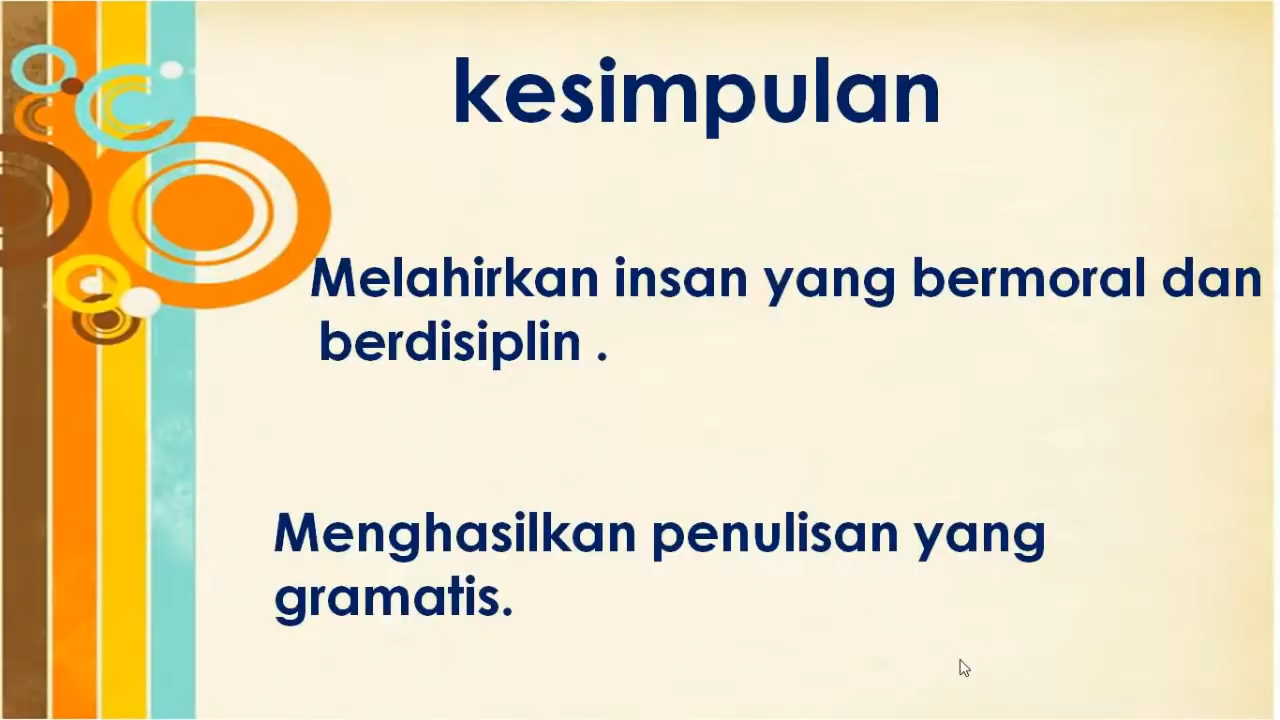 kesimpulan
Melahirkan insan yang bermoral dan
berdisiplin .
Menghasilkan penulisan yang
gramatis.